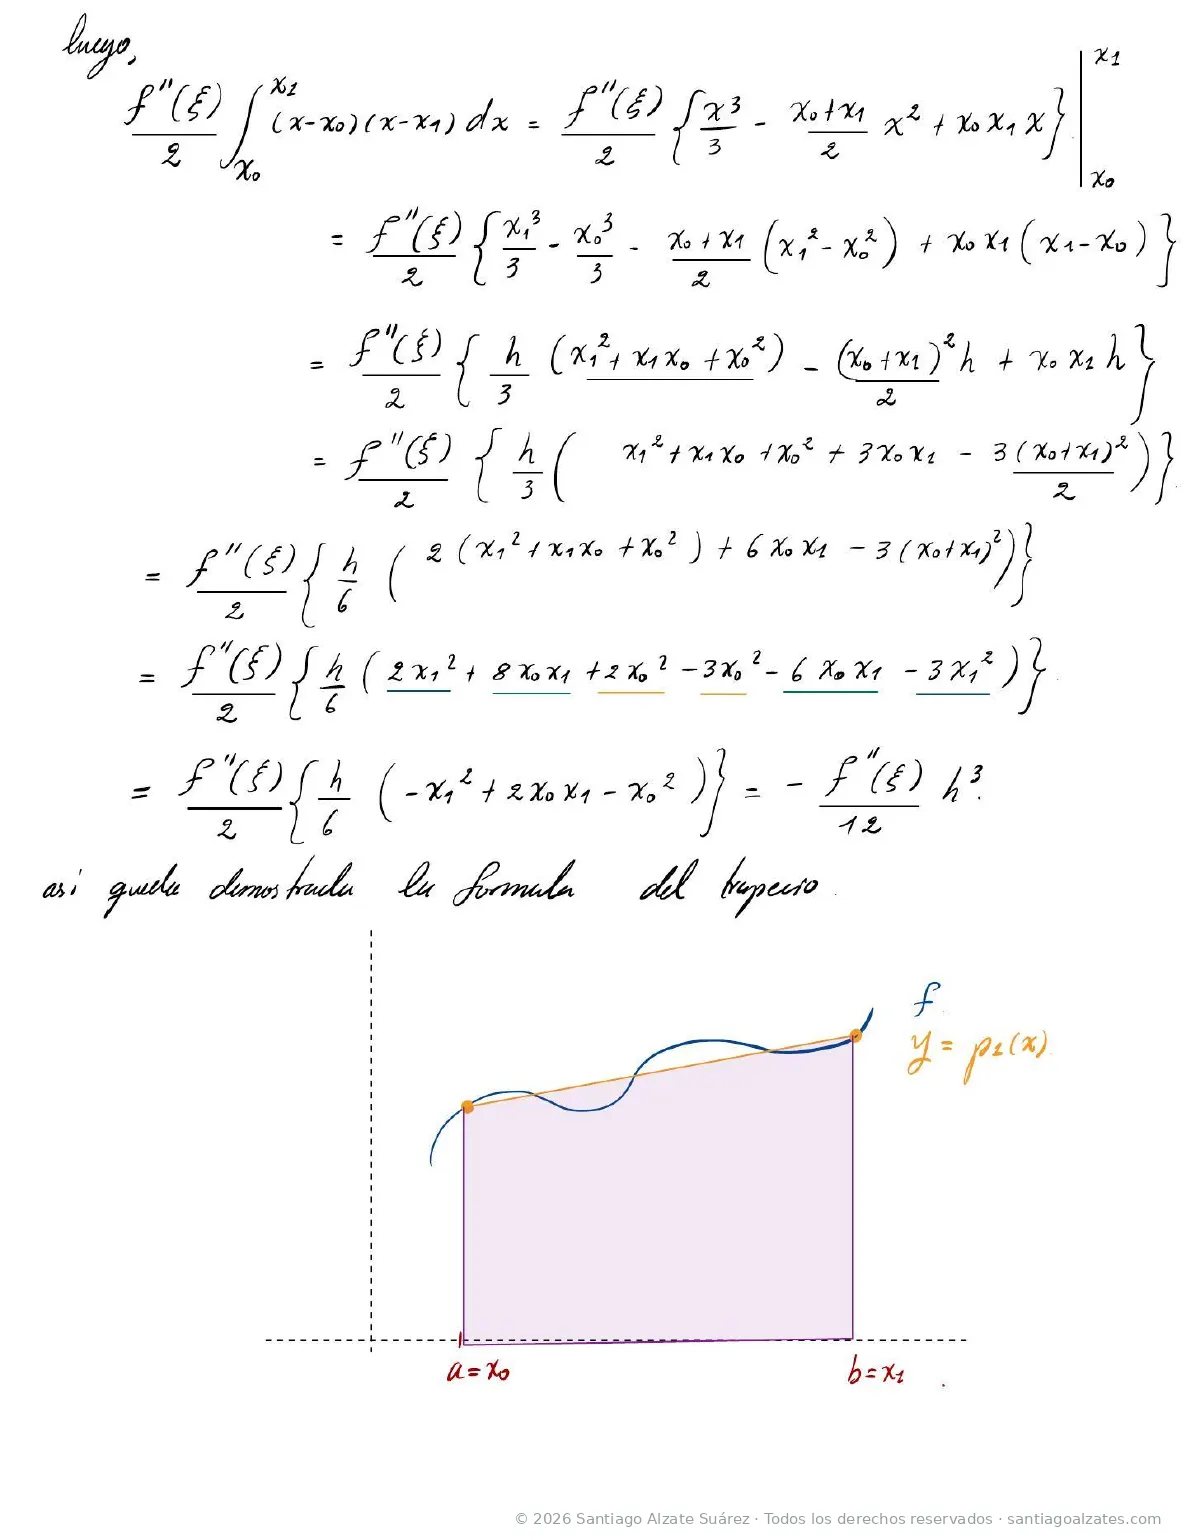 luego,
f''(ξ)/2 ∫_{x0}^{x1} (x-x0)(x-x1) dx = f''(ξ)/2 { x^3/3 - (x0+x1)/2 x^2 + x0 x1 x } |_{x0}^{x1}
= f''(ξ)/2 { x1^3/3 - x0^3/3 - (x0+x1)/2 (x1^2 - x0^2) + x0 x1 (x1-x0) }
= f''(ξ)/2 { h/3 (x1^2 + x1x0 + x0^2) - (x0+x1)^2/2 h + x0 x1 h }
= f''(ξ)/2 { h/3 ( x1^2 + x1x0 + x0^2 + 3x0x1 - 3(x0+x1)^2/2 ) }
= f''(ξ)/2 { h/6 ( 2(x1^2 + x1x0 + x0^2) + 6x0x1 - 3(x0+x1)^2 ) }
= f''(ξ)/2 { h/6 ( 2x1^2 + 8x0x1 + 2x0^2 - 3x0^2 - 6x0x1 - 3x1^2 ) }
= f''(ξ)/2 { h/6 ( -x1^2 + 2x0x1 - x0^2 ) } = - f''(ξ)/12 h^3.
asi queda demostrada la formula del trapecio.
f
y = p1(x)
a=x0
b=x1
© 2026 Santiago Alzate Suárez · Todos los derechos reservados · santiagoalzates.com